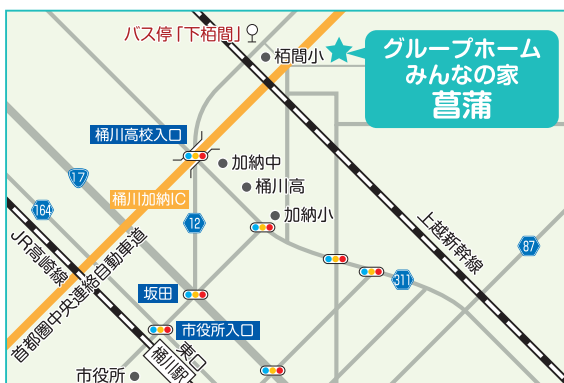 バス停「下栢間」
栢間小
グループホーム
みんなの家
菖蒲
桶川高校入口
加納中
17
桶川加納IC
桶川高
164
12
加納小
上越新幹線
87
JR高崎線
首都圏中央連絡自動車道
311
坂田
市役所入口
東口
桶川駅
市役所